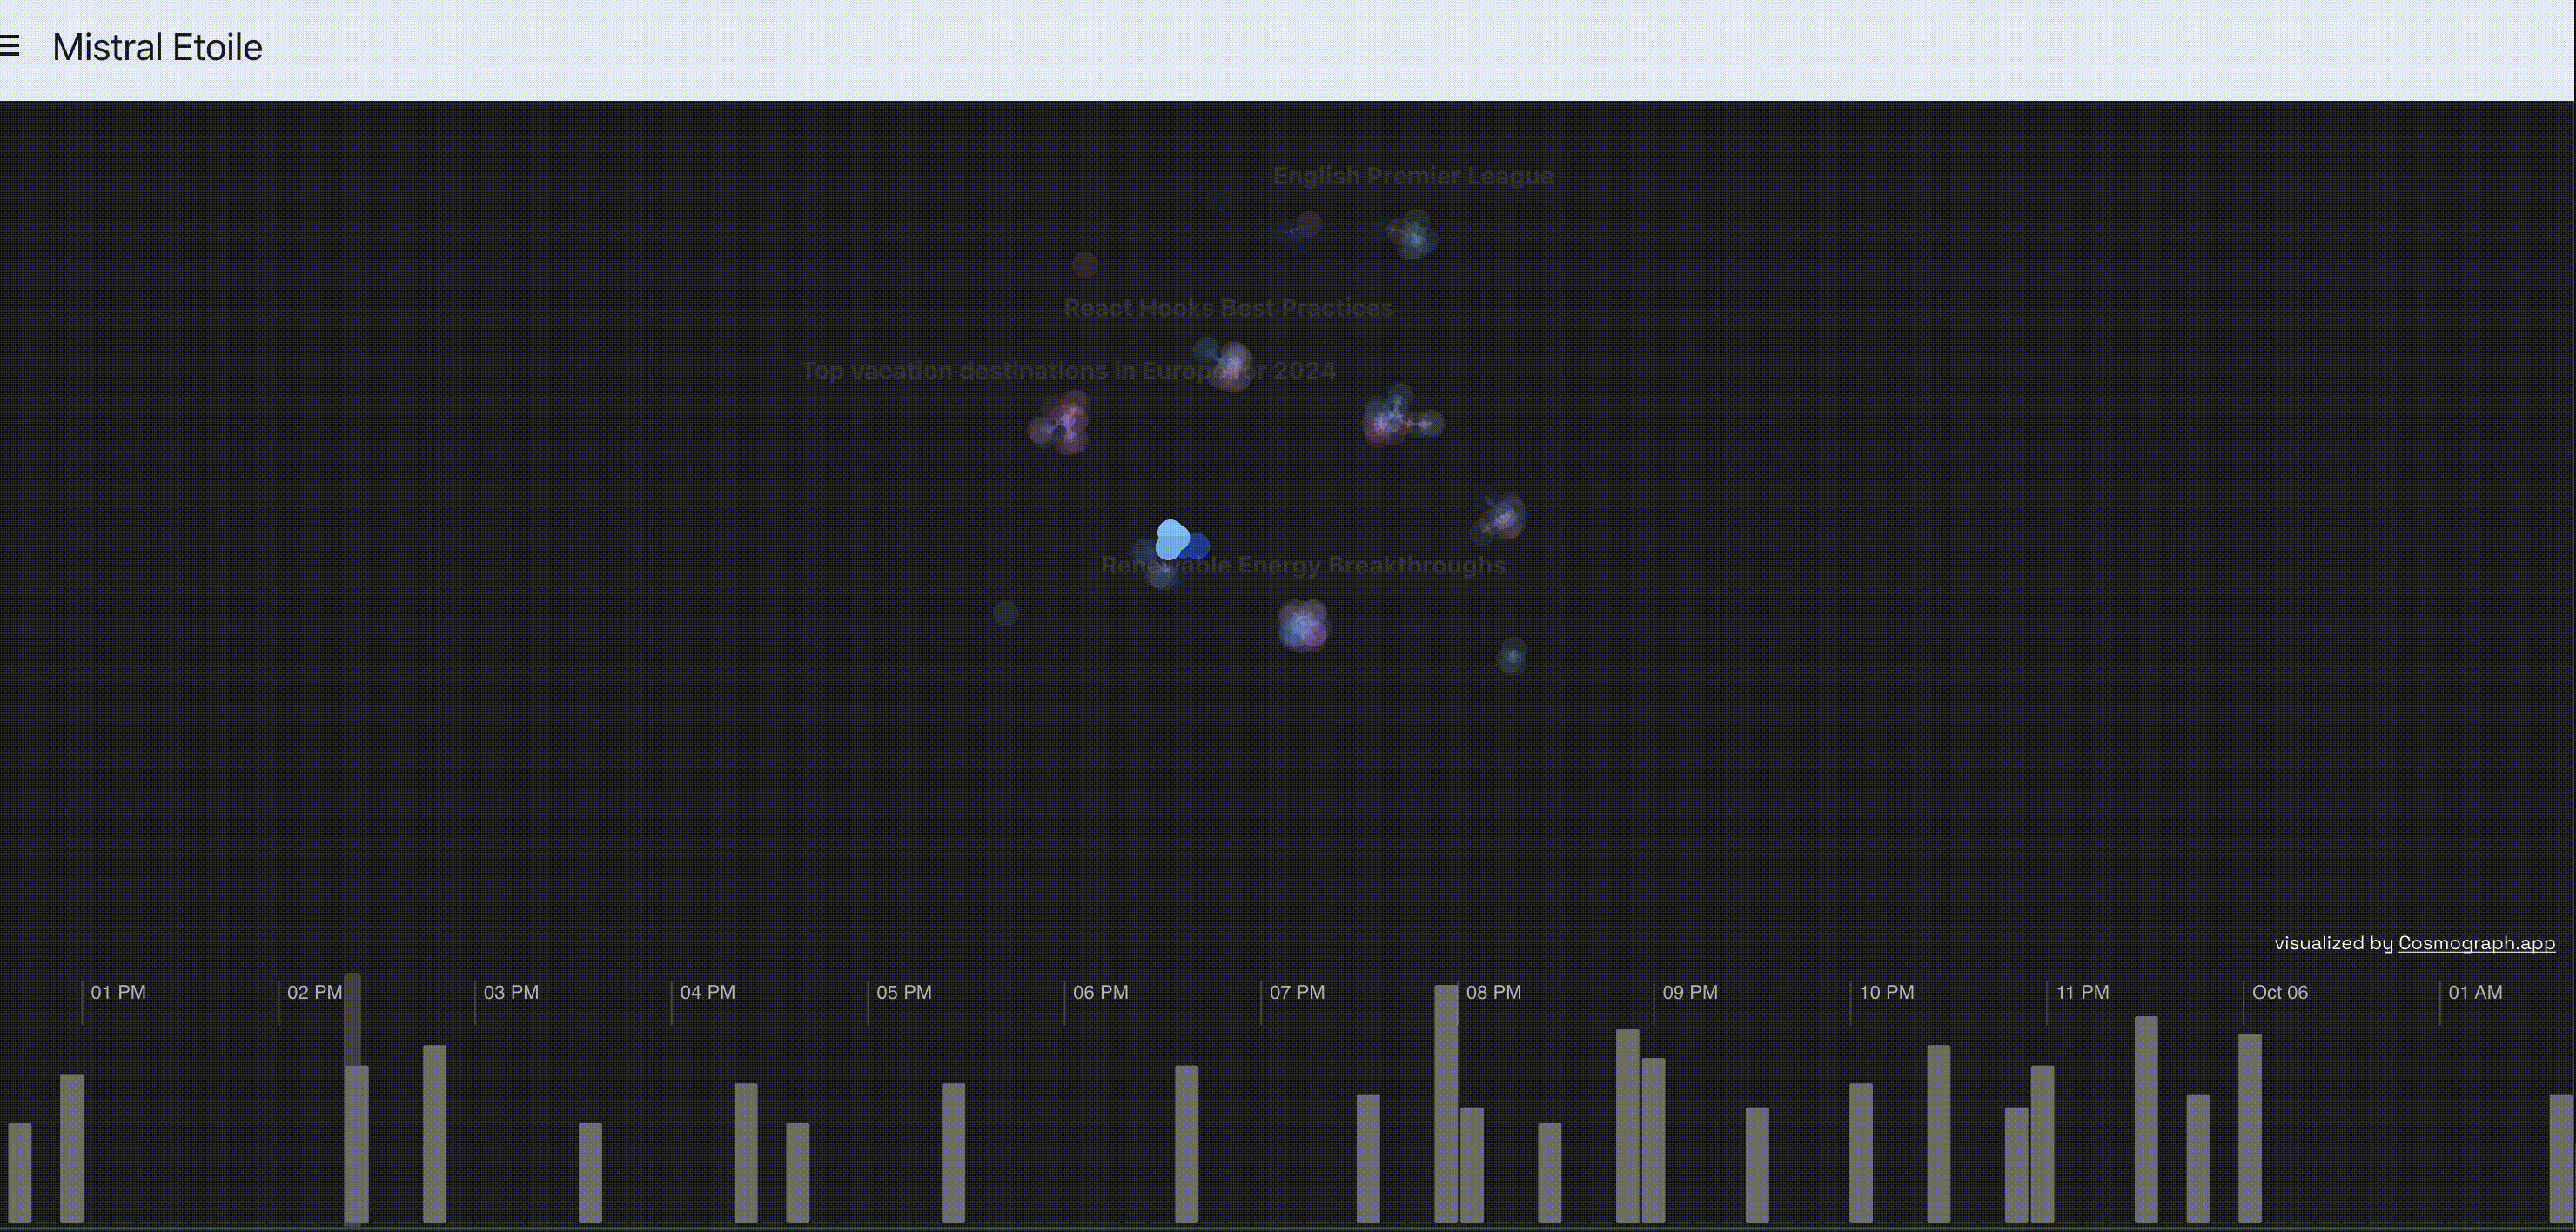 Mistral Etoile
English Premier League
React Hooks Best Practices
Top vacation destinations in Europe for 2024
Renewable Energy Breakthroughs
visualized by Cosmograph.app
01 PM 02 PM 03 PM 04 PM 05 PM 06 PM 07 PM 08 PM 09 PM 10 PM 11 PM Oct 06 01 AM